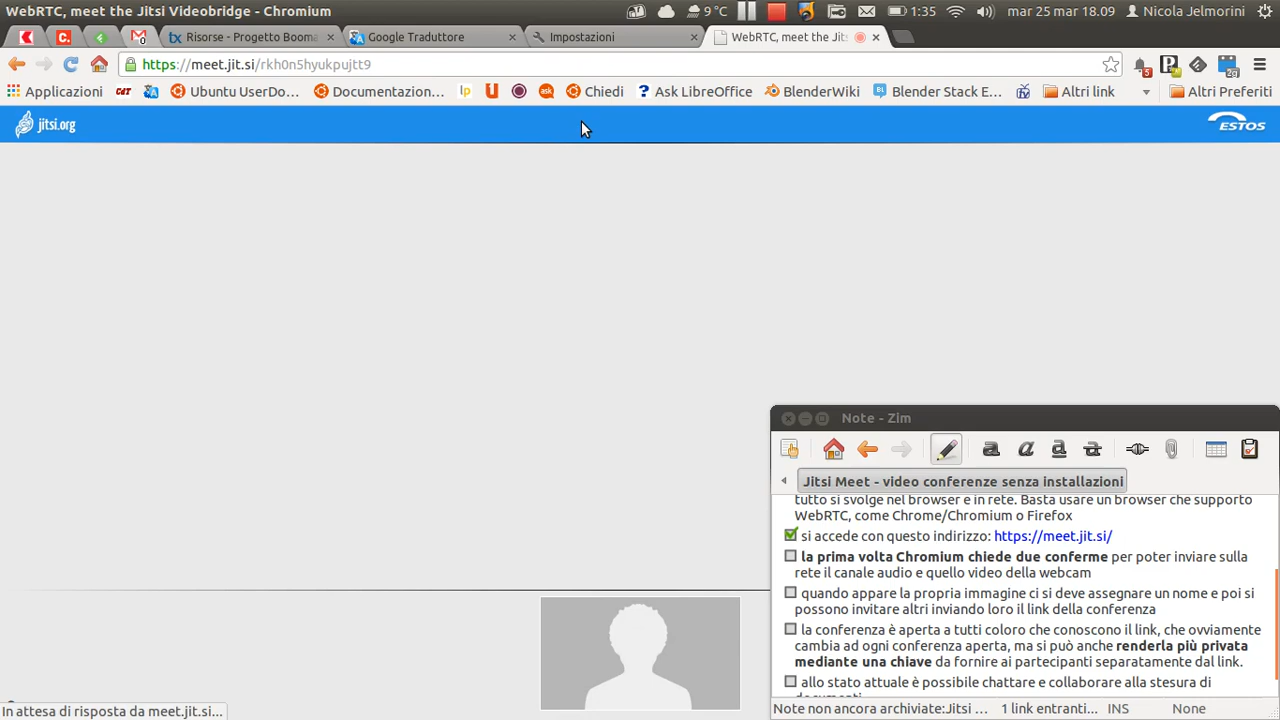 WebRTC, meet the Jitsi Videobridge - Chromium
9 °C
1:35
mar 25 mar 18.09
Nicola Jelmorini
0
Risorse - Progetto Booma
Google Traduttore
Impostazioni
WebRTC, meet the Jits
https://meet.jit.si/rkh0n5hyukpujtt9
5
Applicazioni
CAT
Ubuntu UserDo...
Documentazion...
lp
ask
Chiedi
? Ask LibreOffice
BlenderWiki
Blender Stack E...
Altri link
Altri Preferiti
jitsi.org
ESTOS
Note - Zim
Jitsi Meet - video conferenze senza installazioni
tutto si svolge nel browser e in rete. Basta usare un browser che supporto
WebRTC, come Chrome/Chromium o Firefox
si accede con questo indirizzo: https://meet.jit.si/
la prima volta Chromium chiede due conferme per poter inviare sulla
rete il canale audio e quello video della webcam
quando appare la propria immagine ci si deve assegnare un nome e poi si
possono invitare altri inviando loro il link della conferenza
la conferenza è aperta a tutti coloro che conoscono il link, che ovviamente
cambia ad ogni conferenza aperta, ma si può anche renderla più privata
mediante una chiave da fornire ai partecipanti separatamente dal link.
allo stato attuale è possibile chattare e collaborare alla stesura di
Note non ancora archiviate:Jitsi ...
1 link entranti...
INS
None
In attesa di risposta da meet.jit.si...